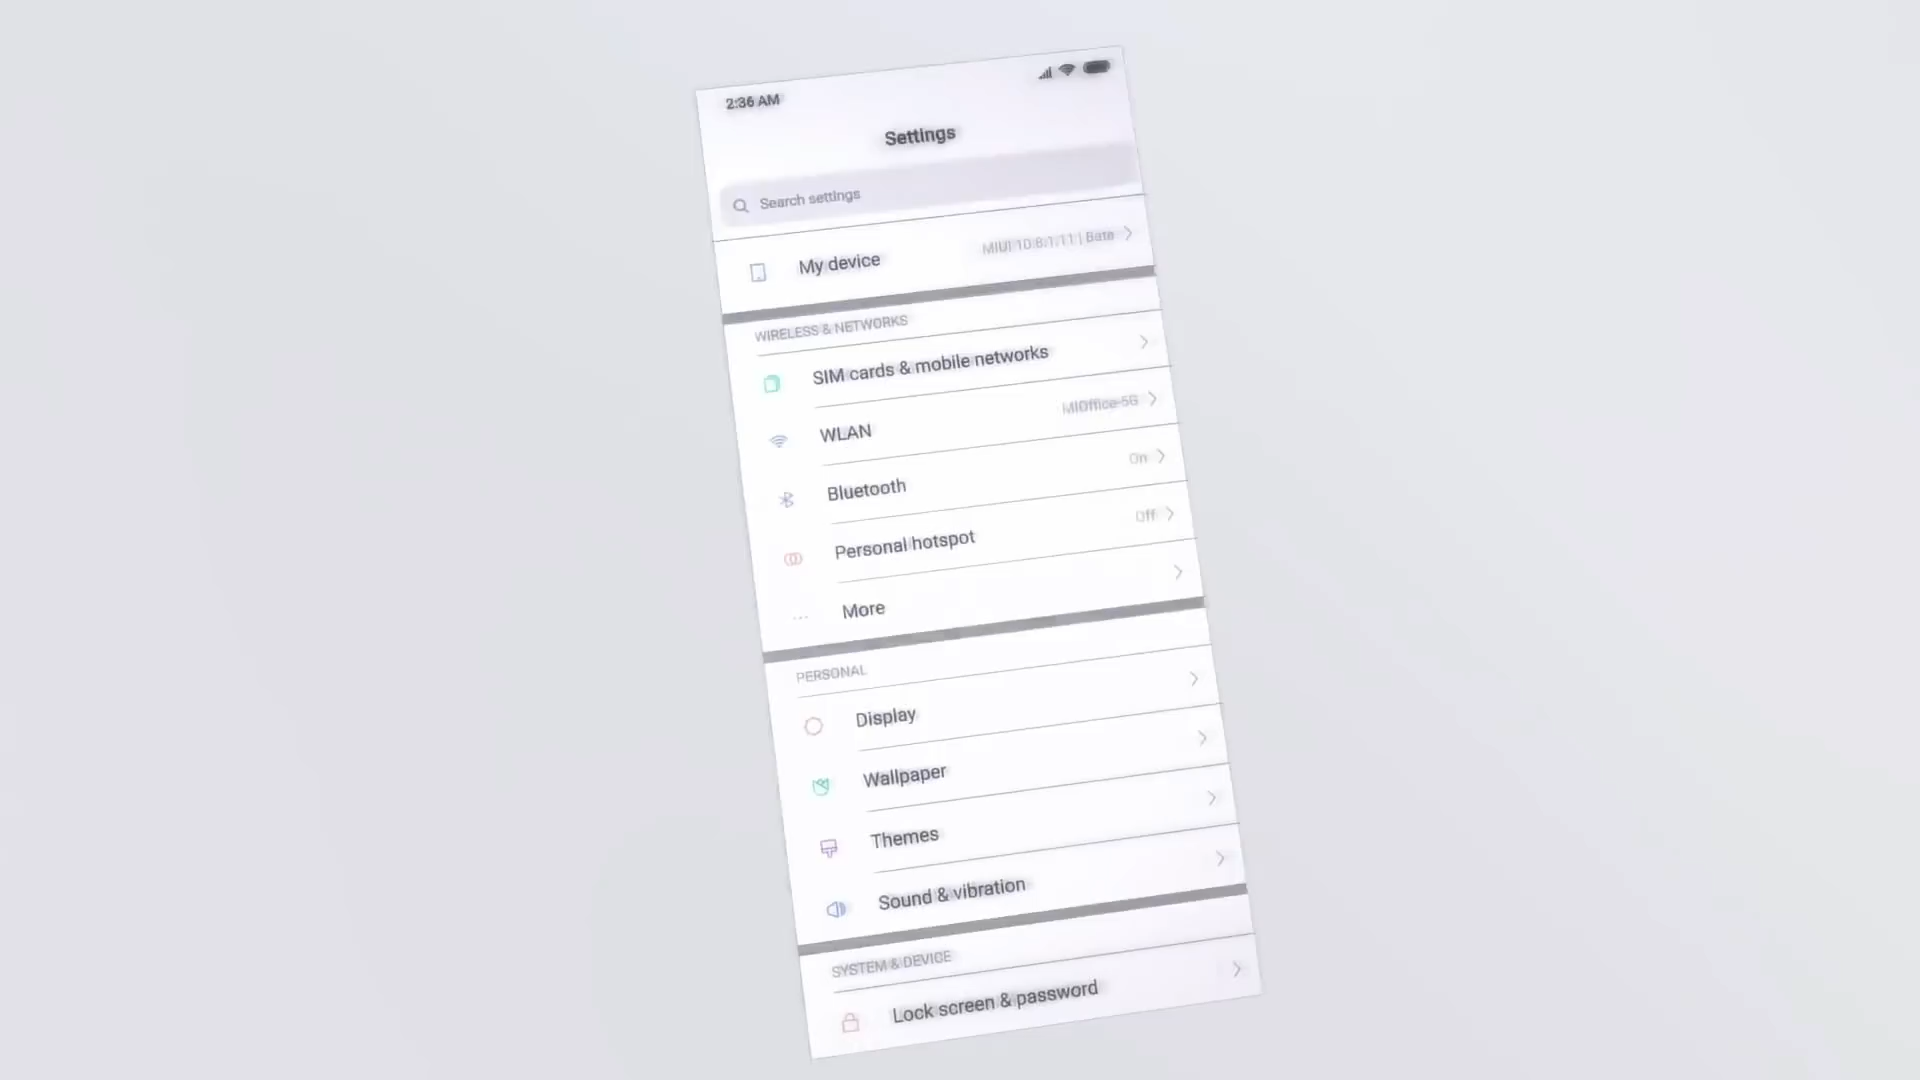 2:36 AM
Settings
Search settings
My device
MIUI 10 8.1.11 | Beta
WIRELESS & NETWORKS
SIM cards & mobile networks
WLAN
MIOffice-5G
Bluetooth
On
Personal hotspot
Off
More
PERSONAL
Display
Wallpaper
Themes
Sound & vibration
SYSTEM & DEVICE
Lock screen & password